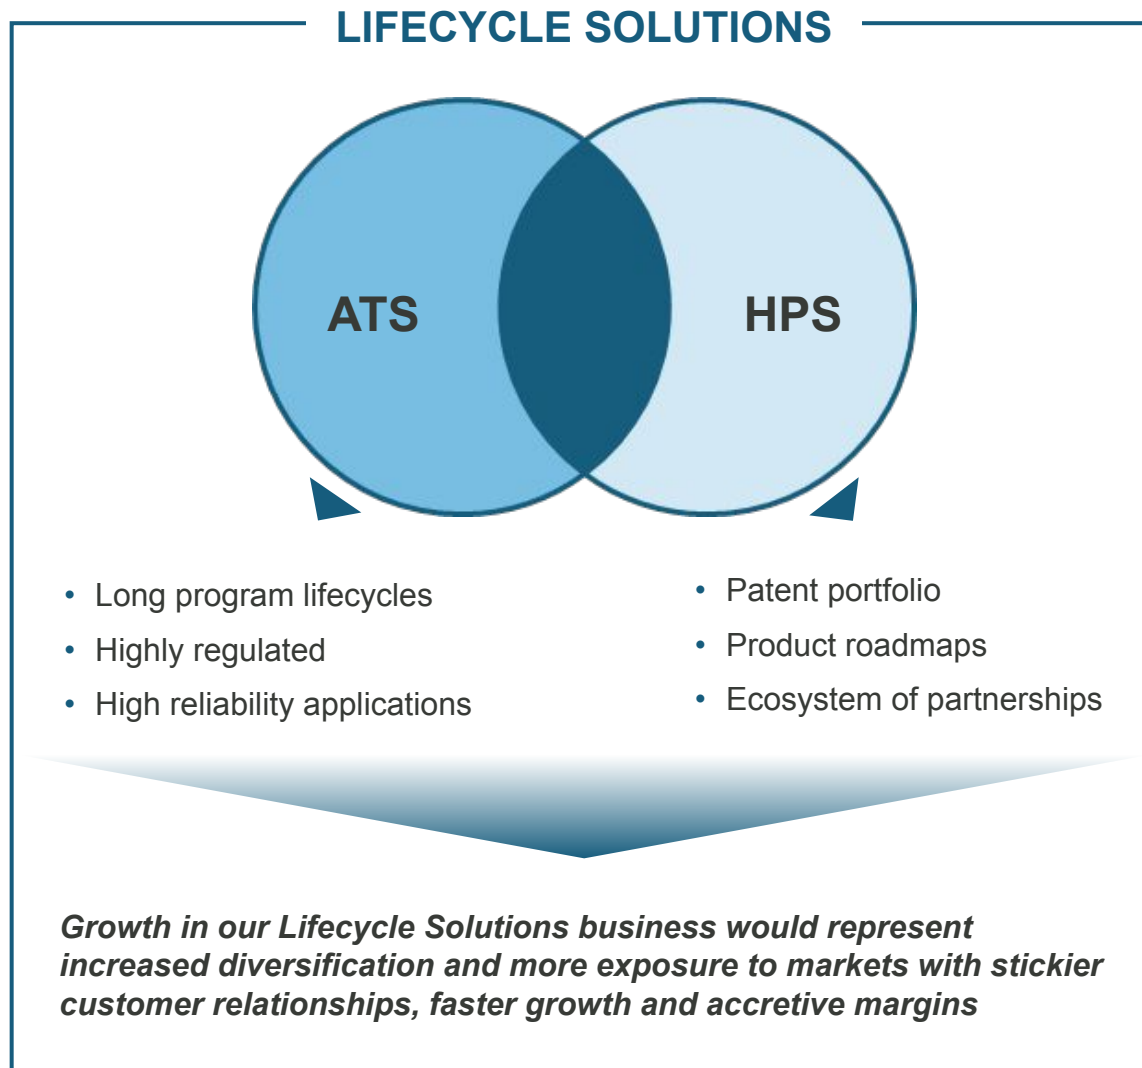 LIFECYCLE SOLUTIONS
ATS
HPS
• Long program lifecycles
• Highly regulated
• High reliability applications
• Patent portfolio
• Product roadmaps
• Ecosystem of partnerships
Growth in our Lifecycle Solutions business would represent
increased diversification and more exposure to markets with stickier
customer relationships, faster growth and accretive margins